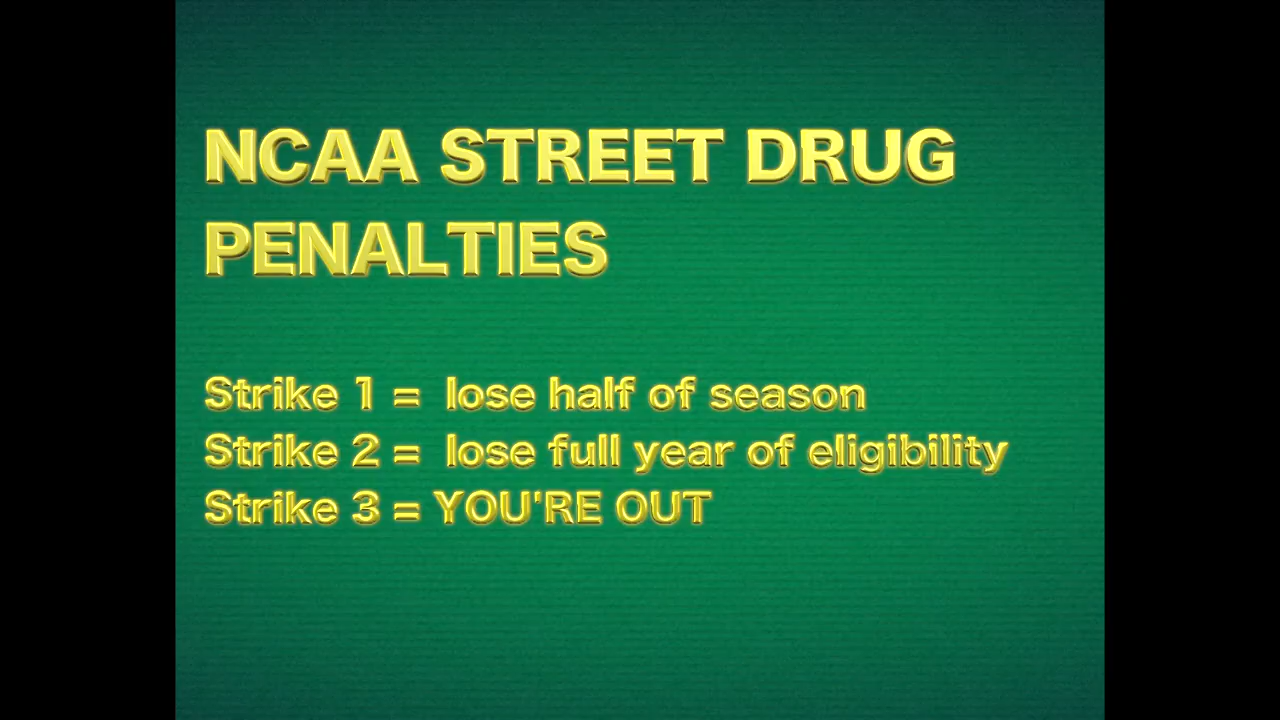 NCAA STREET DRUG
PENALTIES
Strike 1 = lose half of season
Strike 2 = lose full year of eligibility
Strike 3 = YOU'RE OUT